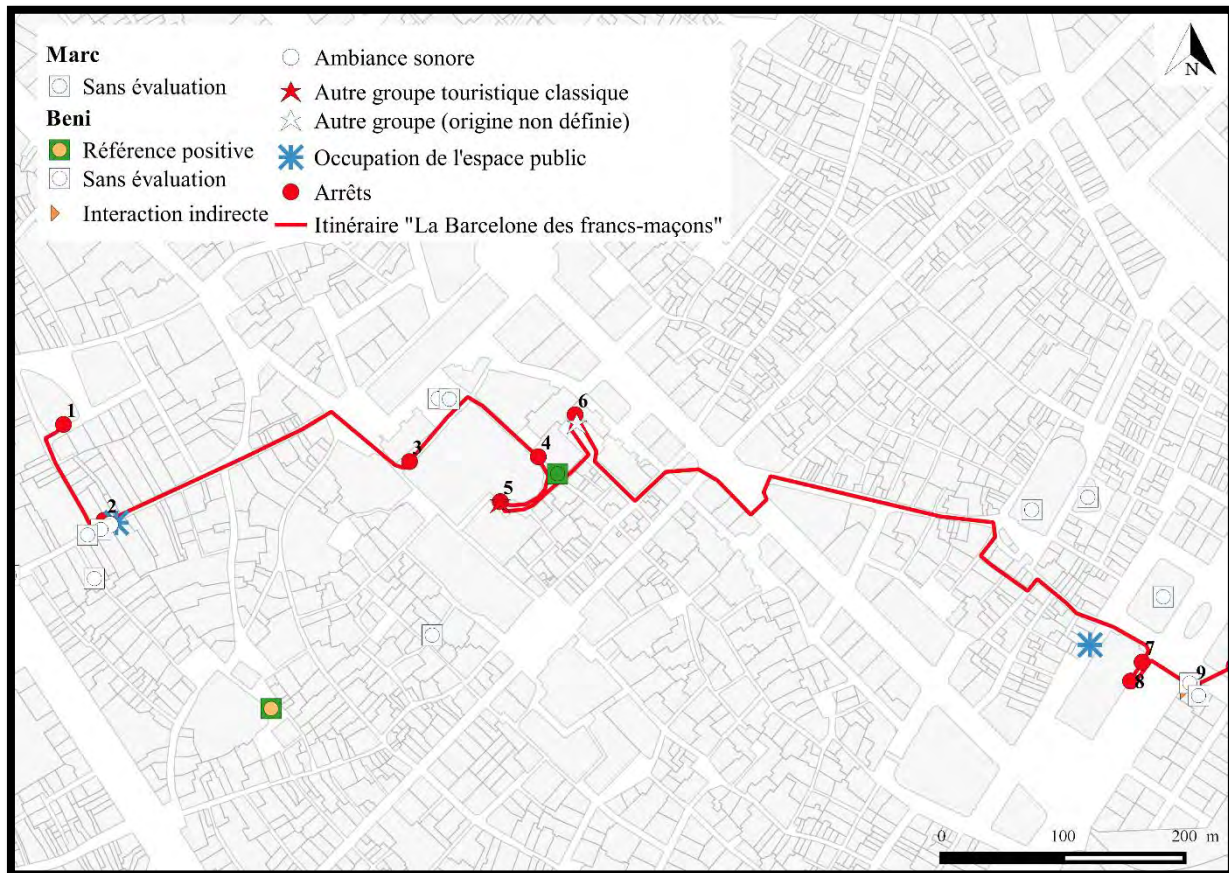 Marc
Sans évaluation
Beni
Référence positive
Sans évaluation
Interaction indirecte
Ambiance sonore
Autre groupe touristique classique
Autre groupe (origine non définie)
Occupation de l'espace public
Arrêts
Itinéraire "La Barcelone des francs-maçons"
N
1
2
3
4
5
6
7
8
9
0 100 200 m